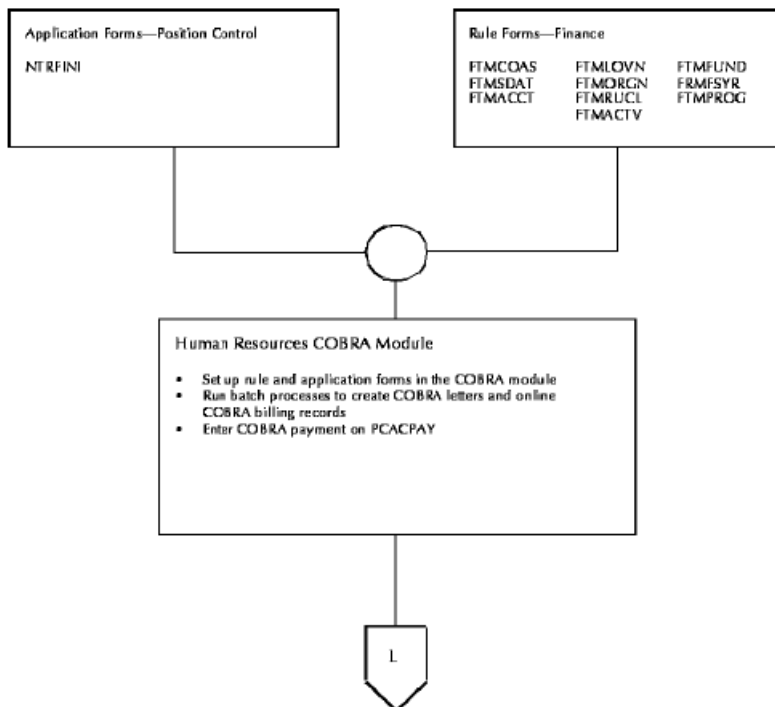 Application Forms—Position Control
NTRFINI
Rule Forms—Finance
FTMCOAS FTMLOVN FTMFUND
FTMSDAT FTMORGN FRMFSYR
FTMACCT FTMRUCL FTMPROG
FTMACTV
Human Resources COBRA Module
• Set up rule and application forms in the COBRA module
• Run batch processes to create COBRA letters and online
COBRA billing records
• Enter COBRA payment on PCACPAY
L